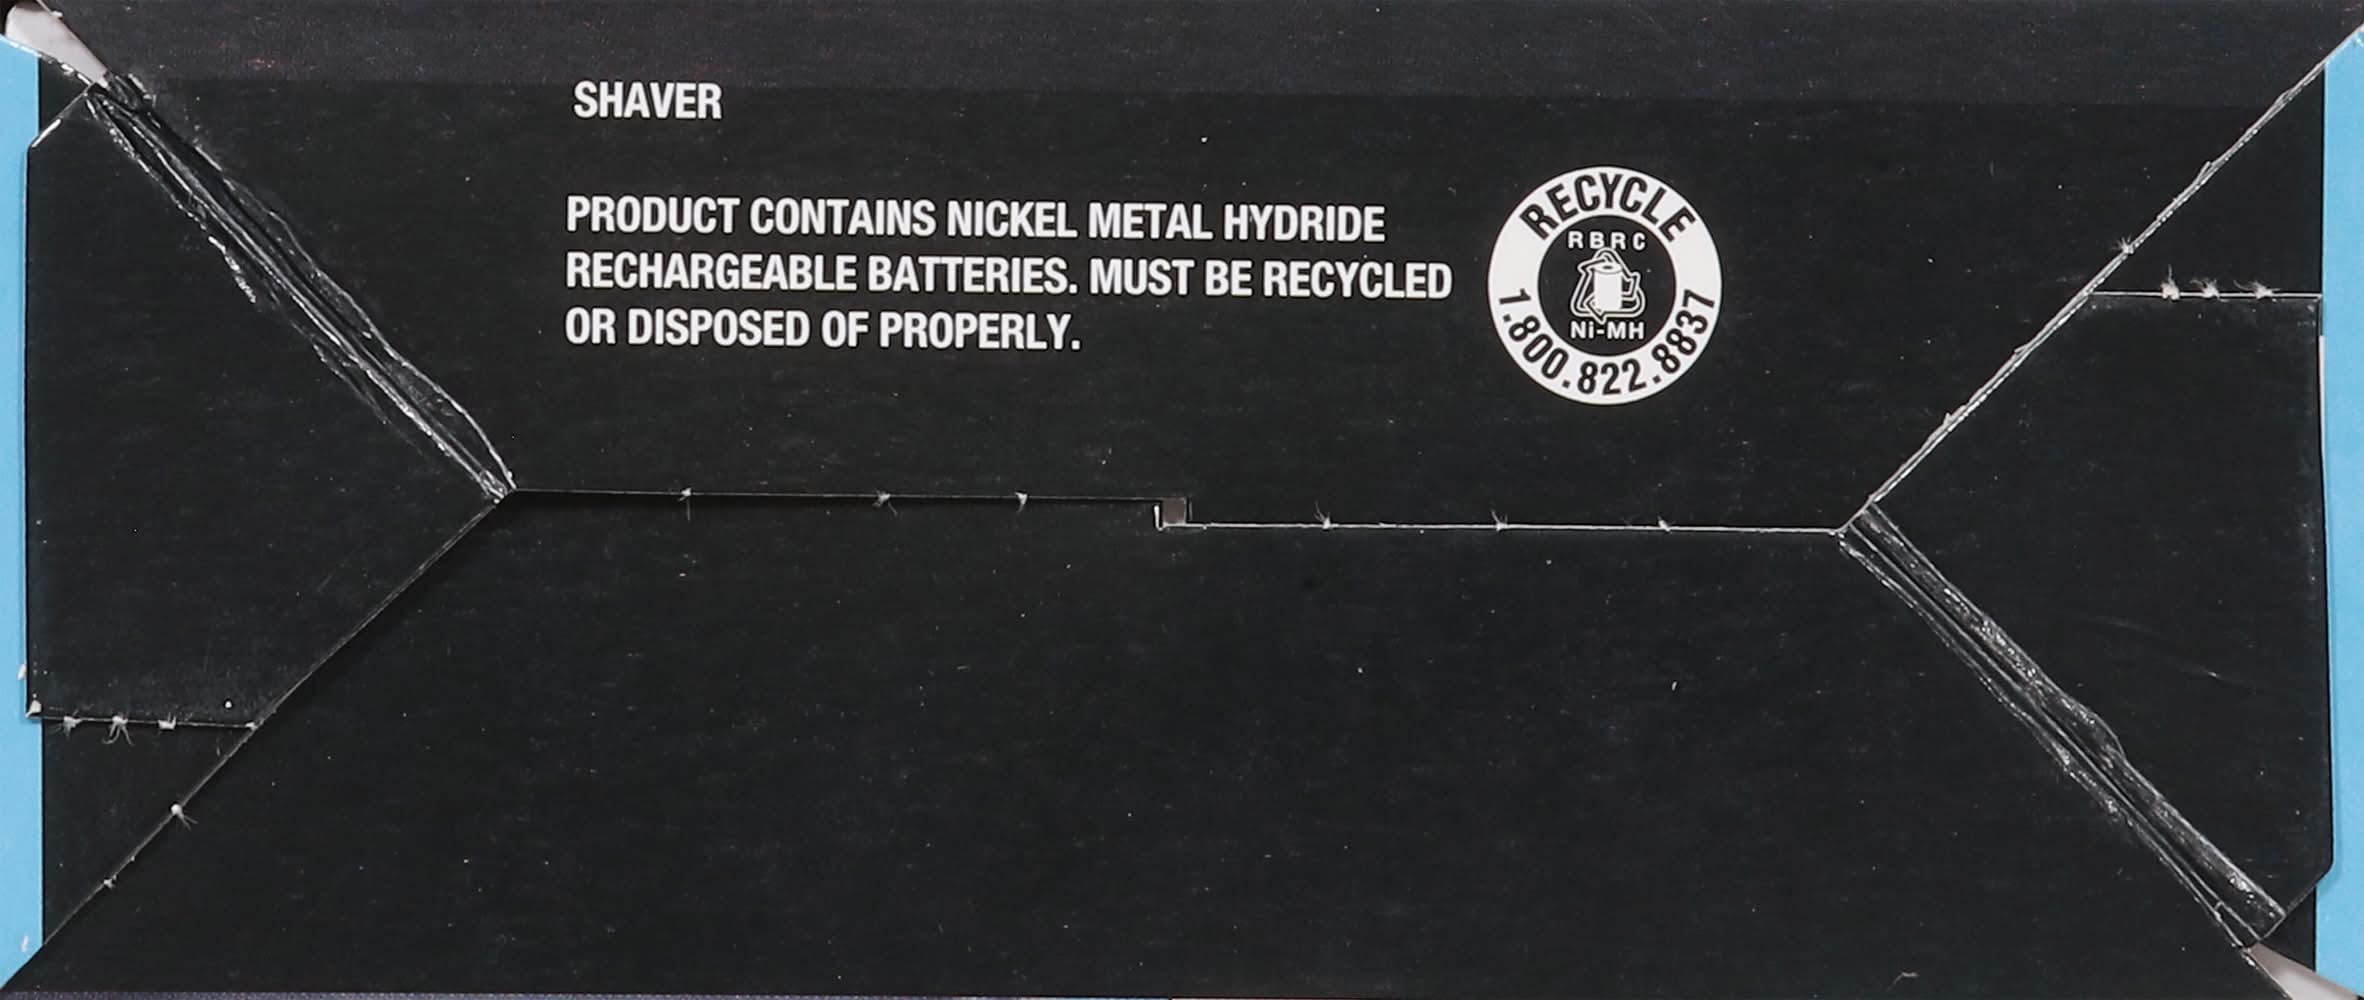 SHAVER
PRODUCT CONTAINS NICKEL METAL HYDRIDE
RECHARGEABLE BATTERIES. MUST BE RECYCLED
OR DISPOSED OF PROPERLY.
RECYCLE
RBRC
Ni-MH
1.800.822.8837